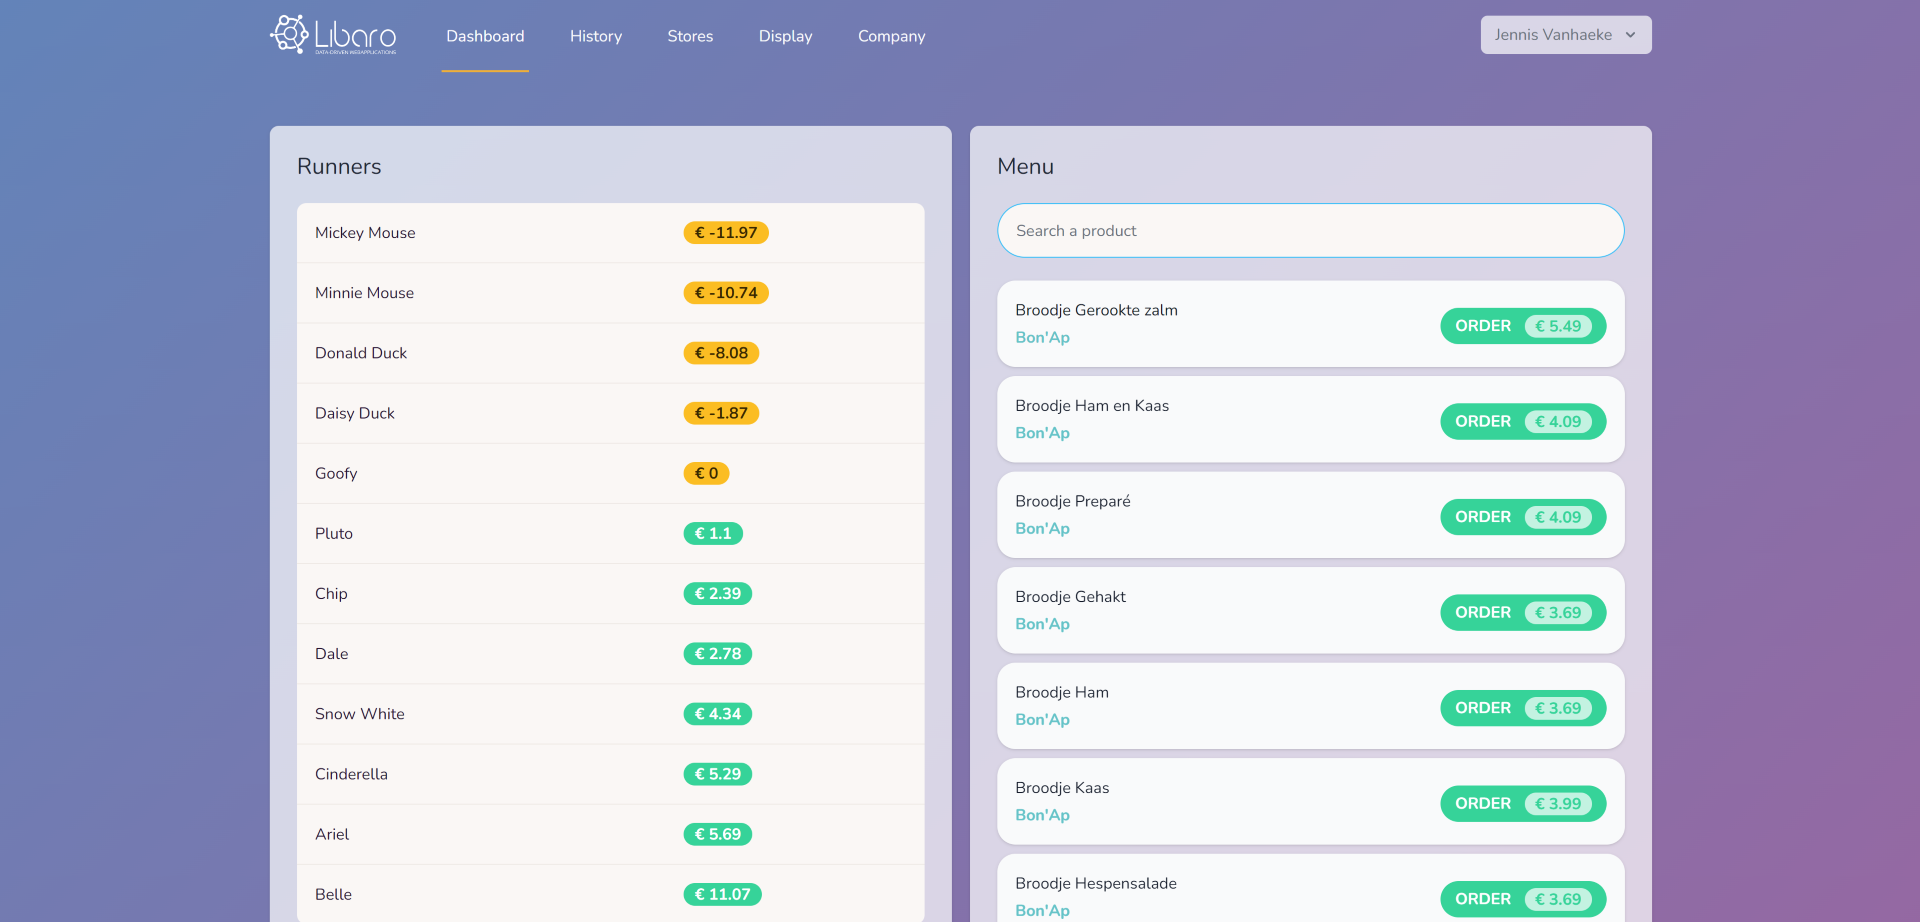 Libaro
DATA-DRIVEN WEBAPPLICATIONS
Dashboard
History
Stores
Display
Company
Jennis Vanhaeke
Runners
Mickey Mouse € -11.97
Minnie Mouse € -10.74
Donald Duck € -8.08
Daisy Duck € -1.87
Goofy € 0
Pluto € 1.1
Chip € 2.39
Dale € 2.78
Snow White € 4.34
Cinderella € 5.29
Ariel € 5.69
Belle € 11.07
Menu
Search a product
Broodje Gerookte zalm
Bon'Ap
ORDER € 5.49
Broodje Ham en Kaas
Bon'Ap
ORDER € 4.09
Broodje Preparé
Bon'Ap
ORDER € 4.09
Broodje Gehakt
Bon'Ap
ORDER € 3.69
Broodje Ham
Bon'Ap
ORDER € 3.69
Broodje Kaas
Bon'Ap
ORDER € 3.99
Broodje Hespensalade
Bon'Ap
ORDER € 3.69